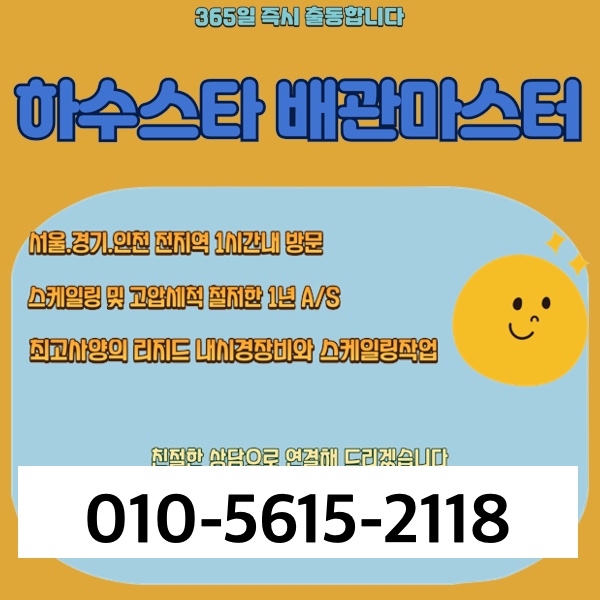 365일 즉시 출동합니다
하수스타 배관마스터
서울.경기.인천 전지역 1시간내 방문
스케일링 및 고압세척 철저한 1년 A/S
최고사양의 리지드 내시경장비와 스케일링작업
친절한 상담으로 연결해 드리겠습니다
010-5615-2118